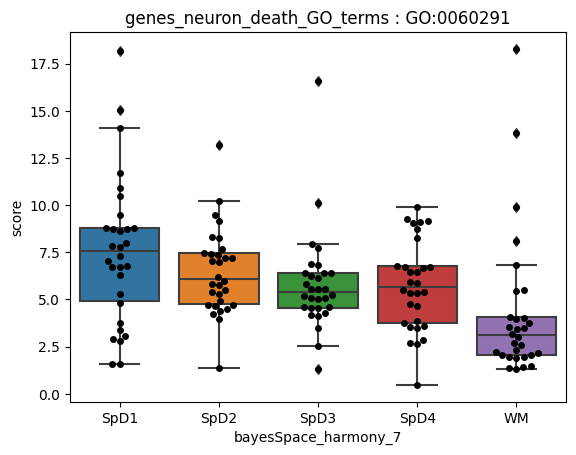 genes_neuron_death_GO_terms : GO:0060291
17.5
15.0
12.5
10.0
7.5
5.0
2.5
0.0
score
SpD1 SpD2 SpD3 SpD4 WM
bayesSpace_harmony_7